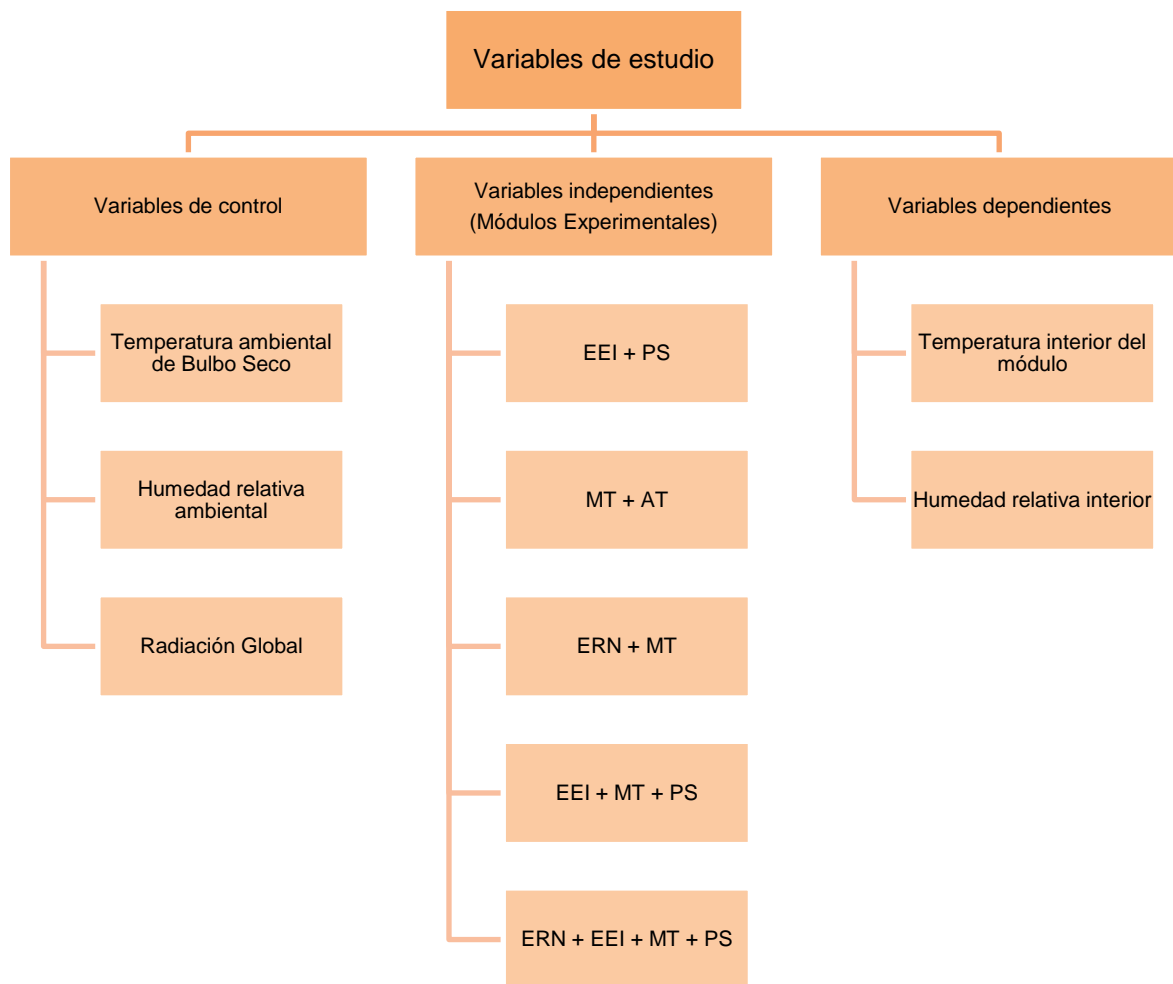 Variables de estudio
Variables de control
Temperatura ambiental
de Bulbo Seco
Humedad relativa
ambiental
Radiación Global
Variables independientes
(Módulos Experimentales)
EEI + PS
MT + AT
ERN + MT
EEI + MT + PS
ERN + EEI + MT + PS
Variables dependientes
Temperatura interior del
módulo
Humedad relativa interior